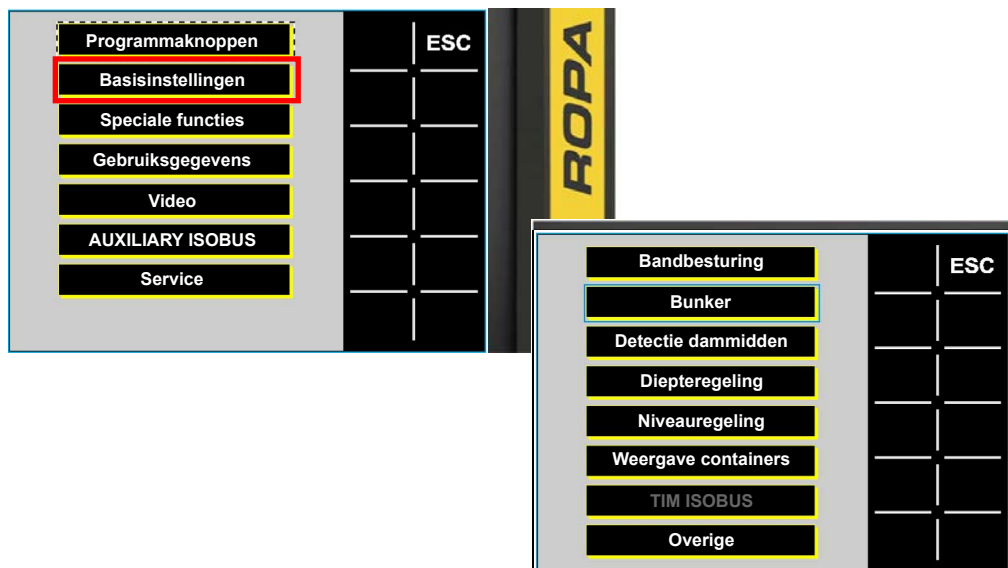 Programmaknoppen
Basisinstellingen
Speciale functies
Gebruiksgegevens
Video
AUXILIARY ISOBUS
Service
ESC
ROPA
Bandbesturing
Bunker
Detectie dammidden
Diepteregeling
Niveauregeling
Weergave containers
TIM ISOBUS
Overige
ESC